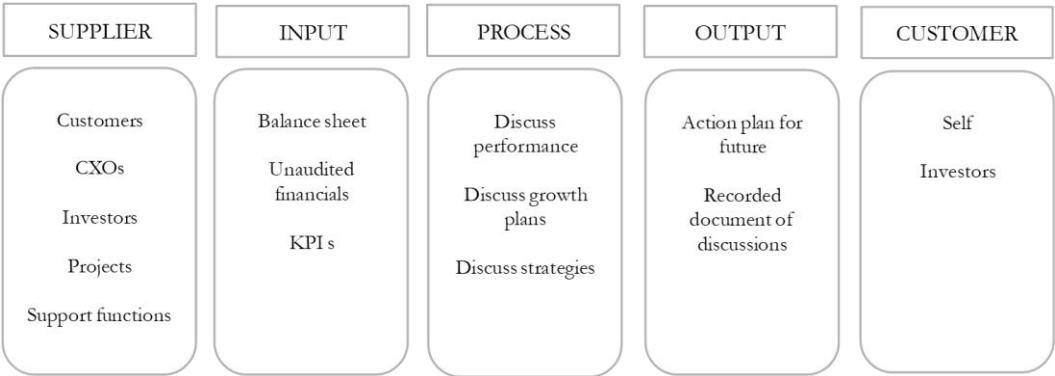 SUPPLIER
Customers
CXOs
Investors
Projects
Support functions
INPUT
Balance sheet
Unaudited
financials
KPI s
PROCESS
Discuss
performance
Discuss growth
plans
Discuss strategies
OUTPUT
Action plan for
future
Recorded
document of
discussions
CUSTOMER
Self
Investors